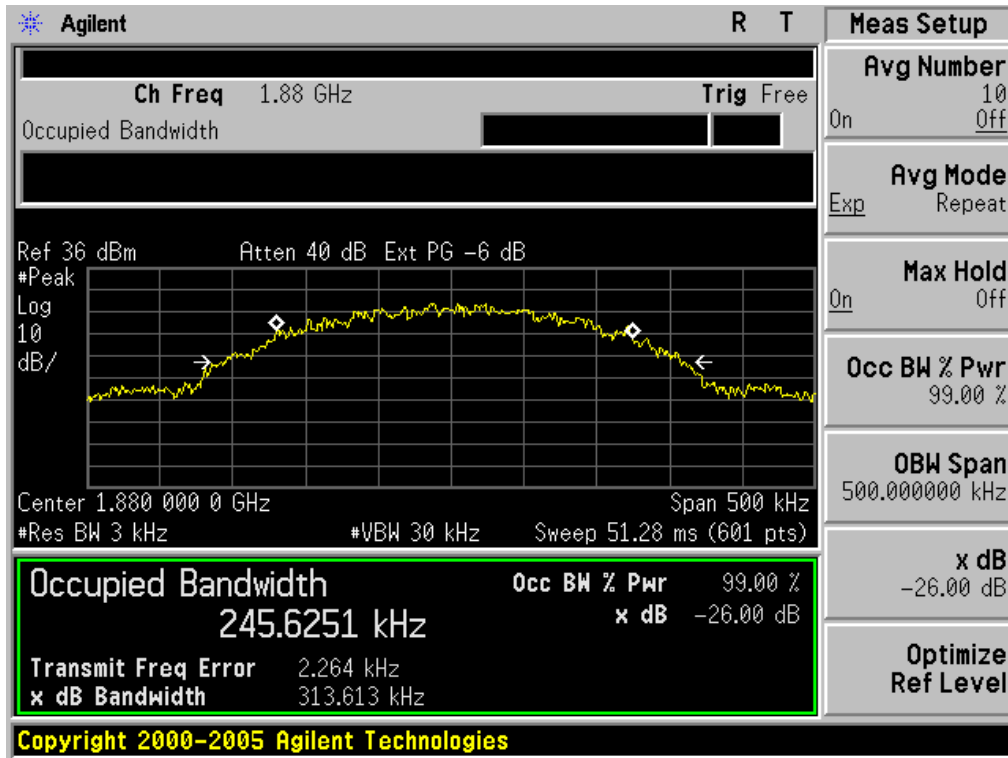 Agilent R T
Ch Freq 1.88 GHz Trig Free
Occupied Bandwidth
Ref 36 dBm Atten 40 dB Ext PG -6 dB
#Peak
Log
10
dB/
Center 1.880 000 0 GHz Span 500 kHz
#Res BW 3 kHz #VBW 30 kHz Sweep 51.28 ms (601 pts)
Occupied Bandwidth Occ BW % Pwr 99.00 %
245.6251 kHz x dB -26.00 dB
Transmit Freq Error 2.264 kHz
x dB Bandwidth 313.613 kHz
Copyright 2000-2005 Agilent Technologies
Meas Setup
Avg Number
10
On Off
Avg Mode
Exp Repeat
Max Hold
On Off
Occ BW % Pwr
99.00 %
OBW Span
500.000000 kHz
x dB
-26.00 dB
Optimize
Ref Level